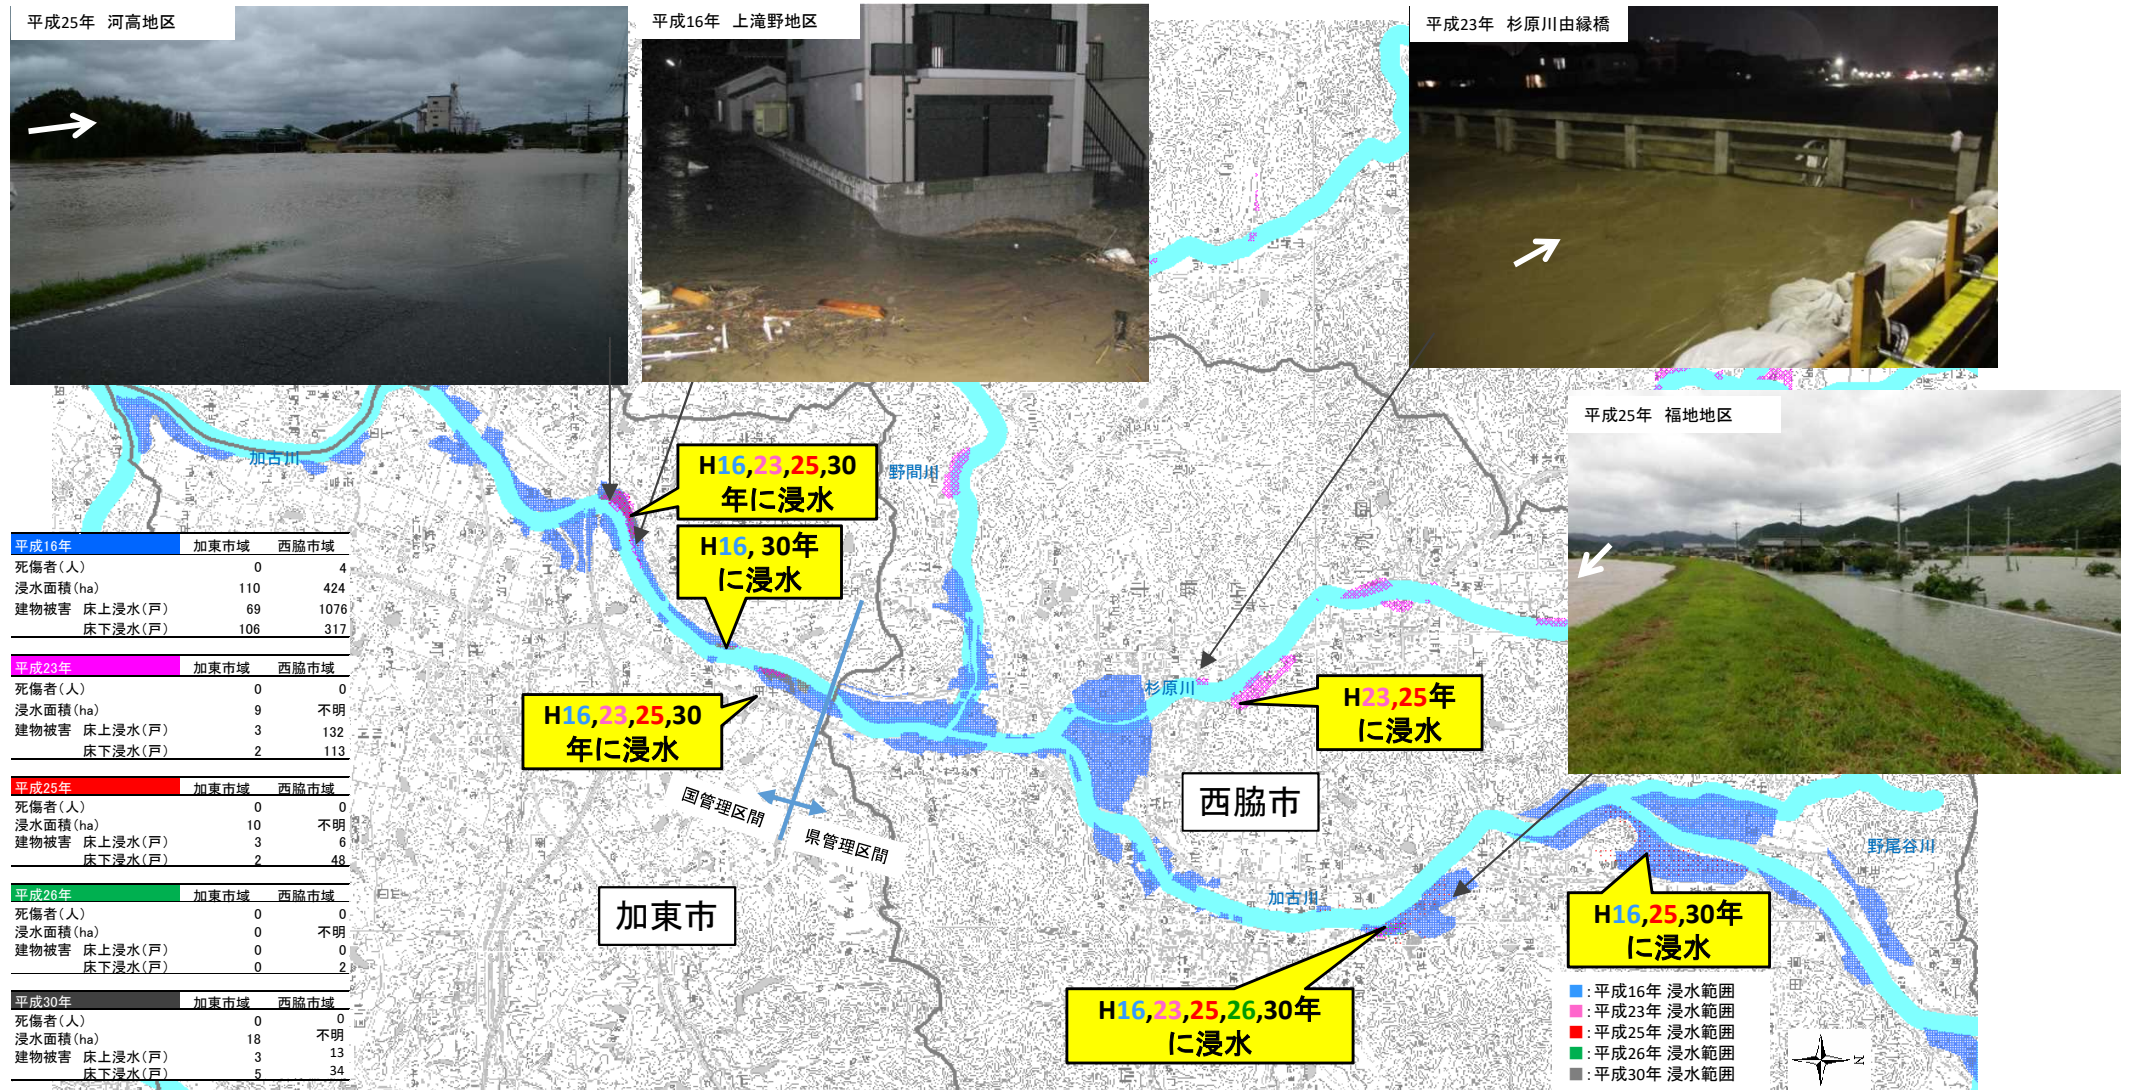 平成25年 河高地区
平成16年 上滝野地区
平成23年 杉原川由縁橋
平成25年 福地地区
加古川
野間川
H16,23,25,30
年に浸水
H16, 30年
に浸水
H16,23,25,30
年に浸水
杉原川
H23,25年
に浸水
国管理区間
県管理区間
西脇市
加東市
加古川
野尾谷川
H16,25,30年
に浸水
H16,23,25,26,30年
に浸水
平成16年 加東市域 西脇市域
死傷者(人) 0 4
浸水面積(ha) 110 424
建物被害 床上浸水(戸) 69 1076
床下浸水(戸) 106 317
平成23年 加東市域 西脇市域
死傷者(人) 0 0
浸水面積(ha) 9 不明
建物被害 床上浸水(戸) 3 132
床下浸水(戸) 2 113
平成25年 加東市域 西脇市域
死傷者(人) 0 0
浸水面積(ha) 10 不明
建物被害 床上浸水(戸) 3 6
床下浸水(戸) 2 48
平成26年 加東市域 西脇市域
死傷者(人) 0 0
浸水面積(ha) 0 不明
建物被害 床上浸水(戸) 0 0
床下浸水(戸) 0 2
平成30年 加東市域 西脇市域
死傷者(人) 0 0
浸水面積(ha) 18 不明
建物被害 床上浸水(戸) 3 13
床下浸水(戸) 5 34
:平成16年 浸水範囲
:平成23年 浸水範囲
:平成25年 浸水範囲
:平成26年 浸水範囲
:平成30年 浸水範囲
N